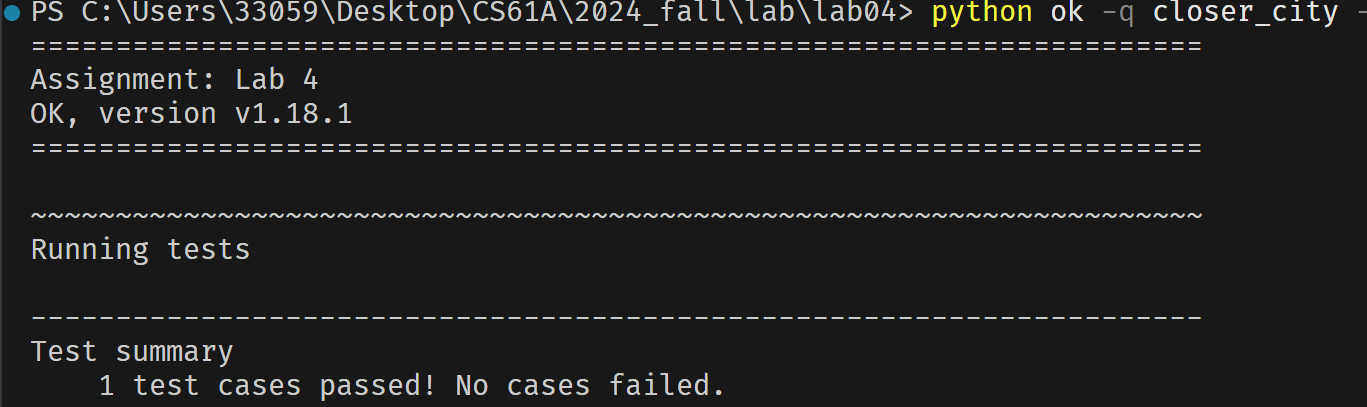 PS C:\Users\33059\Desktop\CS61A\2024_fall\lab\lab04> python ok -q closer_city -
=====================================================================
Assignment: Lab 4
OK, version v1.18.1
=====================================================================
~~~~~~~~~~~~~~~~~~~~~~~~~~~~~~~~~~~~~~~~~~~~~~~~~~~~~~~~~~~~~~~~~~~~~
Running tests
---------------------------------------------------------------------
Test summary
    1 test cases passed! No cases failed.